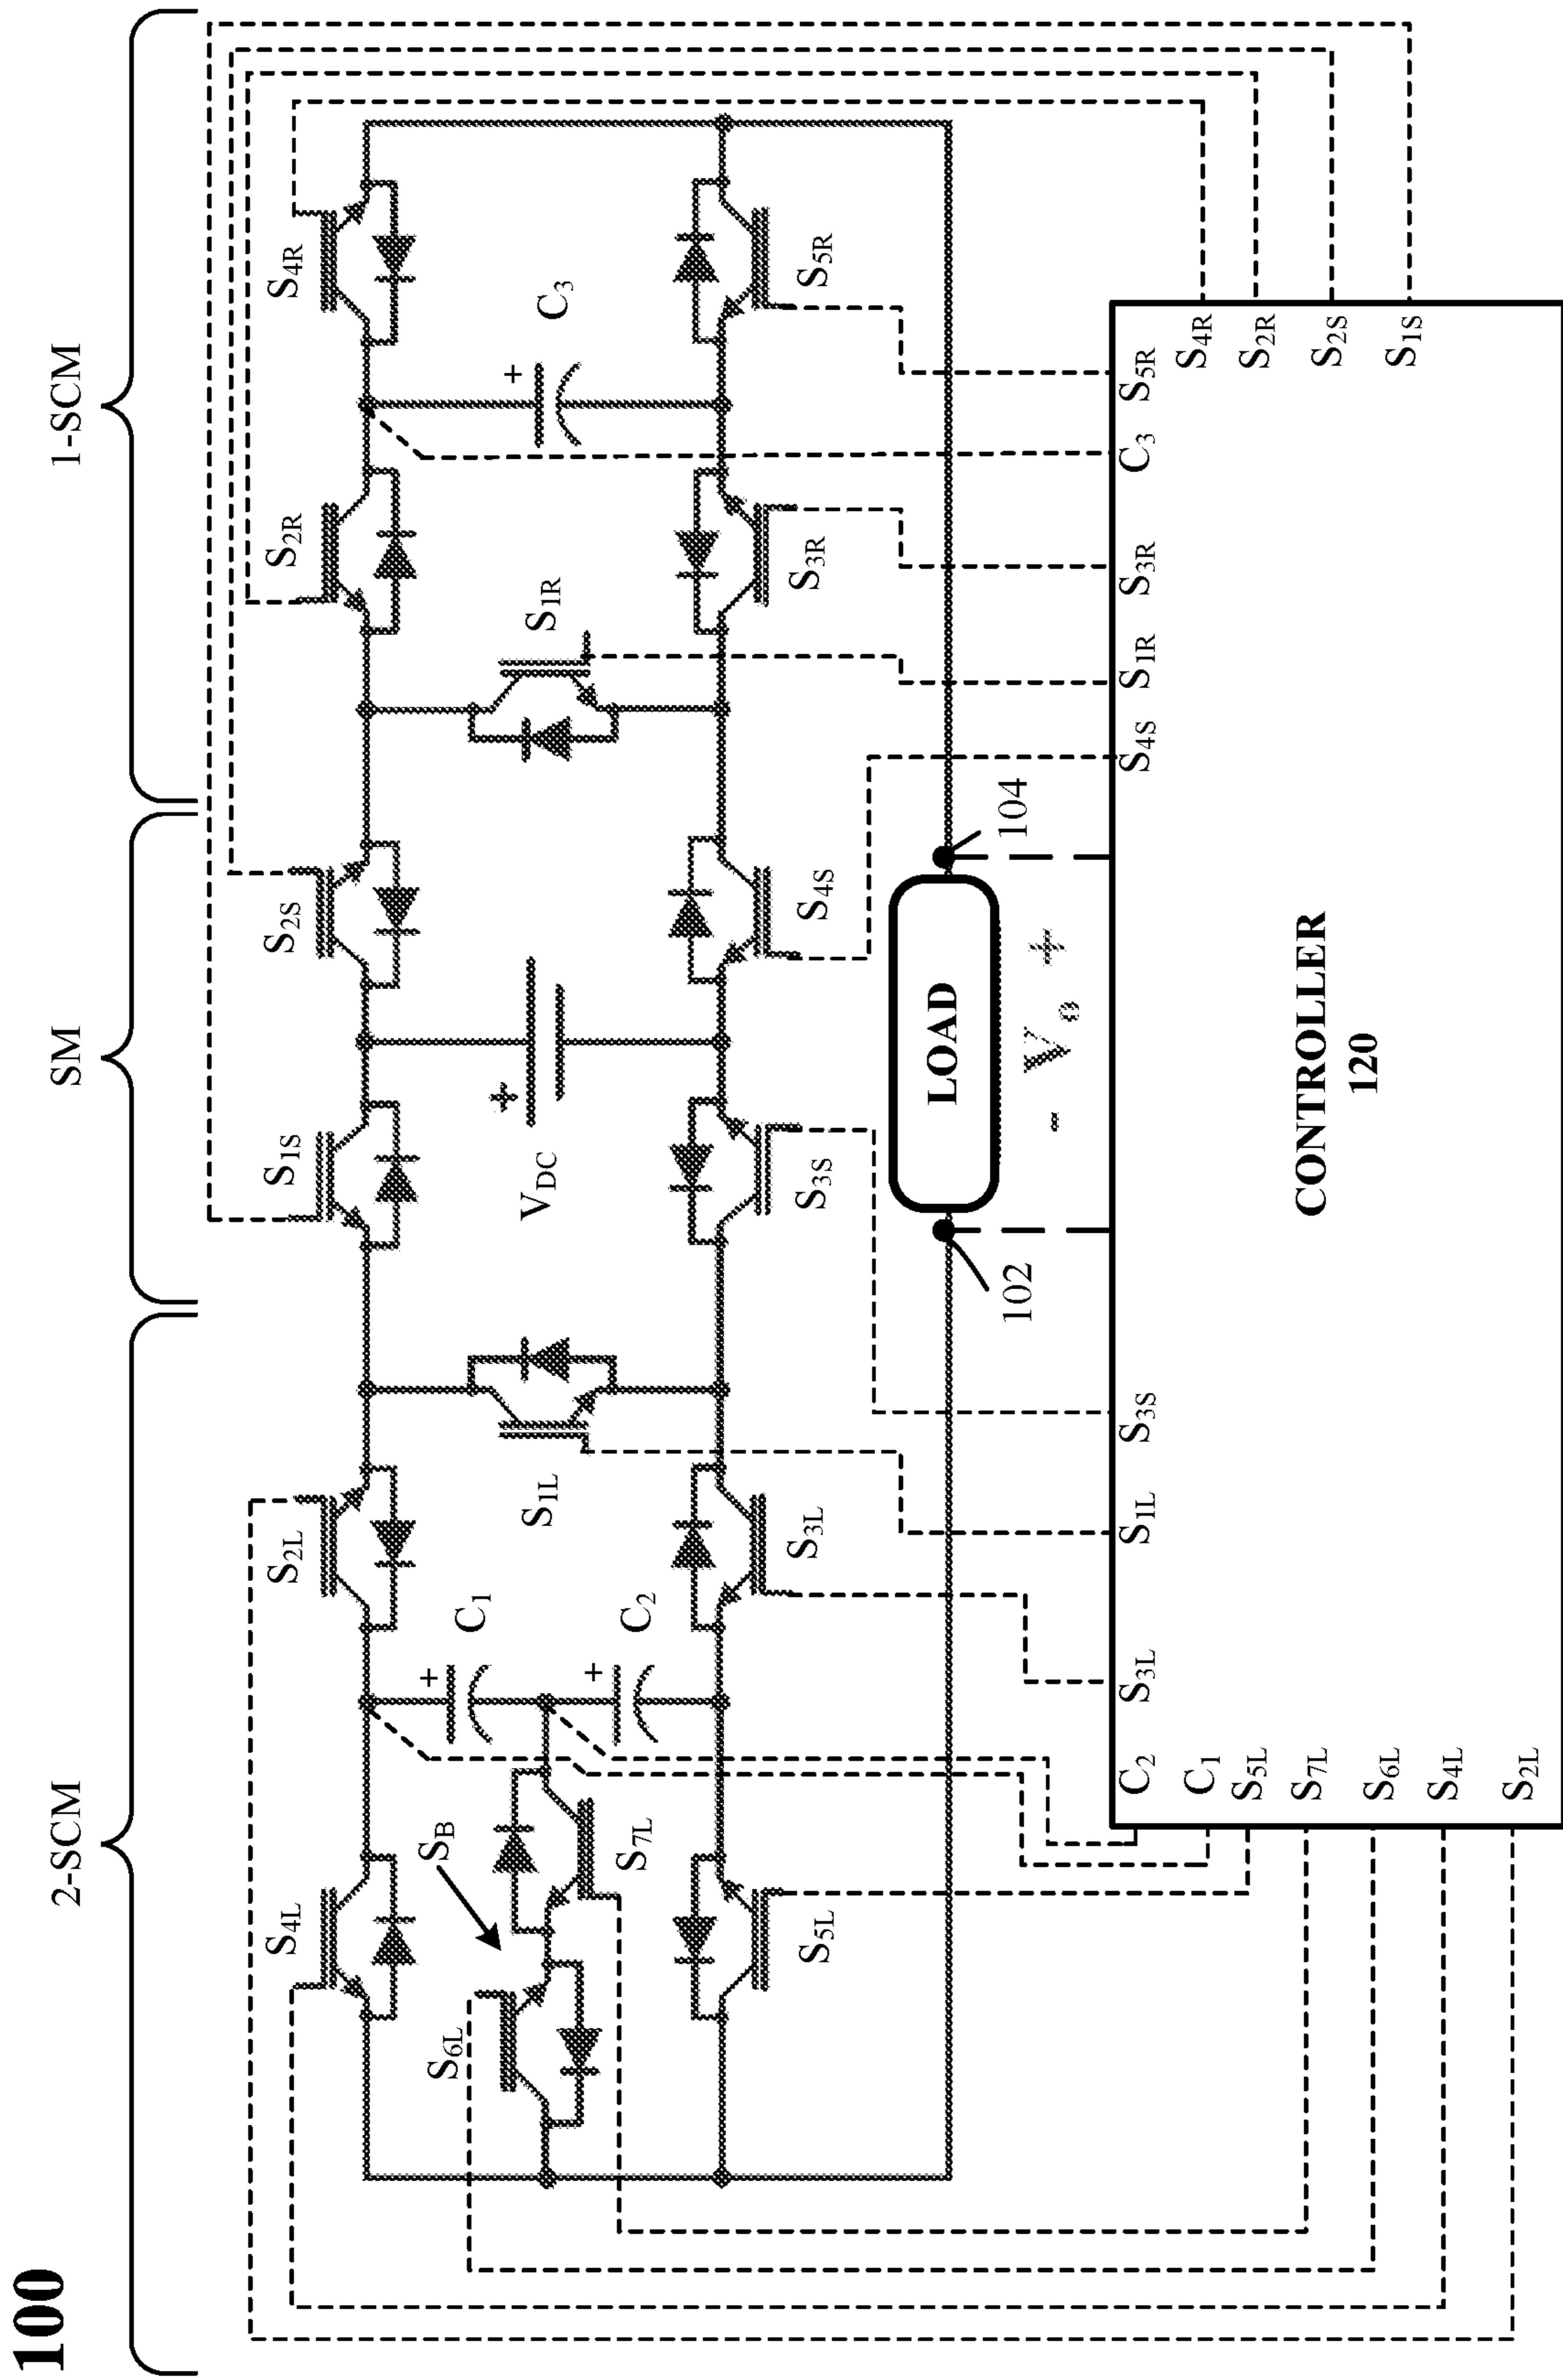 100
2-SCM
SM
1-SCM
S4L
S2L
S1S
S2S
S2R
S4R
SB
S6L
S7L
C1
C2
S1L
VDC
+
+
+
S1R
C3
+
S5L
S3L
S3S
S4S
S3R
S5R
LOAD
102
- Vo +
104
C2
C1
S5L
S7L
S6L
S4L
S2L
S3L
S1L
S3S
S4S
S1R
S3R
C3
S5R
S4R
S2R
S2S
S1S
CONTROLLER
120